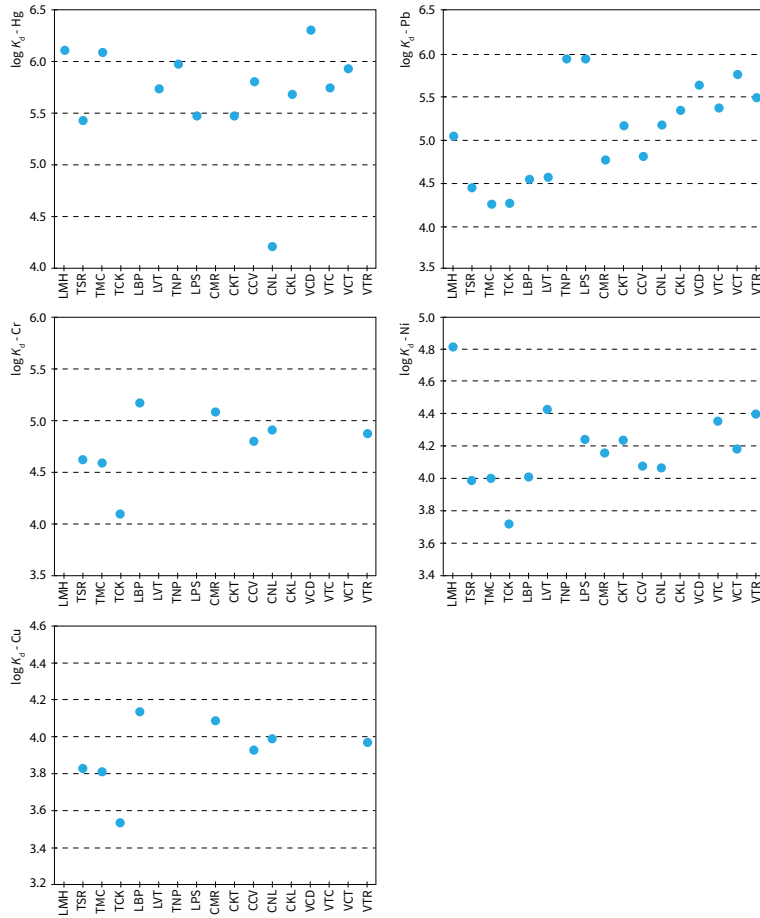 log Kd - Hg
6.5
6.0
5.5
5.0
4.5
4.0
LMH
TSR
TMC
TCK
LBP
LVT
TNP
LPS
CMR
CKT
CCV
CNL
CKL
VCD
VTC
VCT
VTR
log Kd - Pb
6.5
6.0
5.5
5.0
4.5
4.0
3.5
LMH
TSR
TMC
TCK
LBP
LVT
TNP
LPS
CMR
CKT
CCV
CNL
CKL
VCD
VTC
VCT
VTR
log Kd - Cr
6.0
5.5
5.0
4.5
4.0
3.5
LMH
TSR
TMC
TCK
LBP
LVT
TNP
LPS
CMR
CKT
CCV
CNL
CKL
VCD
VTC
VCT
VTR
log Kd - Ni
5.0
4.8
4.6
4.4
4.2
4.0
3.8
3.6
3.4
LMH
TSR
TMC
TCK
LBP
LVT
TNP
LPS
CMR
CKT
CCV
CNL
CKL
VCD
VTC
VCT
VTR
log Kd - Cu
4.6
4.4
4.2
4.0
3.8
3.6
3.4
3.2
LMH
TSR
TMC
TCK
LBP
LVT
TNP
LPS
CMR
CKT
CCV
CNL
CKL
VCD
VTC
VCT
VTR